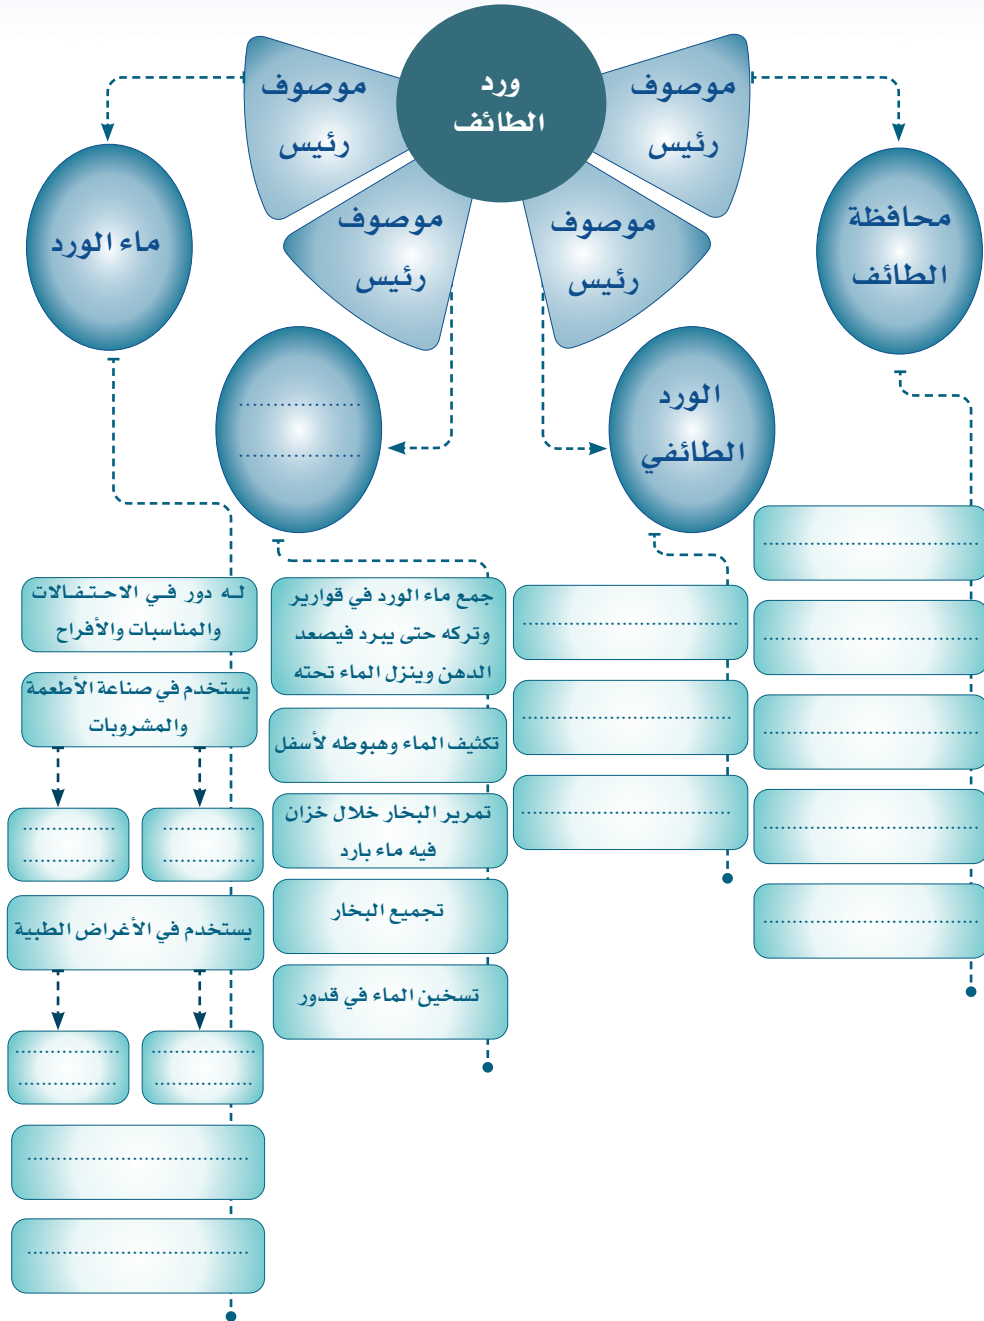 ورد
الطائف
موصوف
رئيس
موصوف
رئيس
موصوف
رئيس
موصوف
رئيس
محافظة
الطائف
................................................
................................................
................................................
................................................
................................................
الورد
الطائفي
................................................
................................................
................................................
..................
..................
جمع ماء الورد في قوارير
وتركه حتى يبرد فيصعد
الدهن وينزل الماء تحته
تكثيف الماء وهبوطه لأسفل
تمرير البخار خلال خزان
فيه ماء بارد
تجميع البخار
تسخين الماء في قدور
ماء الورد
لـه دور فـي الاحـتـفـالات
والمناسبات والأفراح
يستخدم في صناعة الأطعمة
والمشروبات
..................
..................
..................
..................
يستخدم في الأغراض الطبية
..................
..................
..................
..................
................................................
................................................